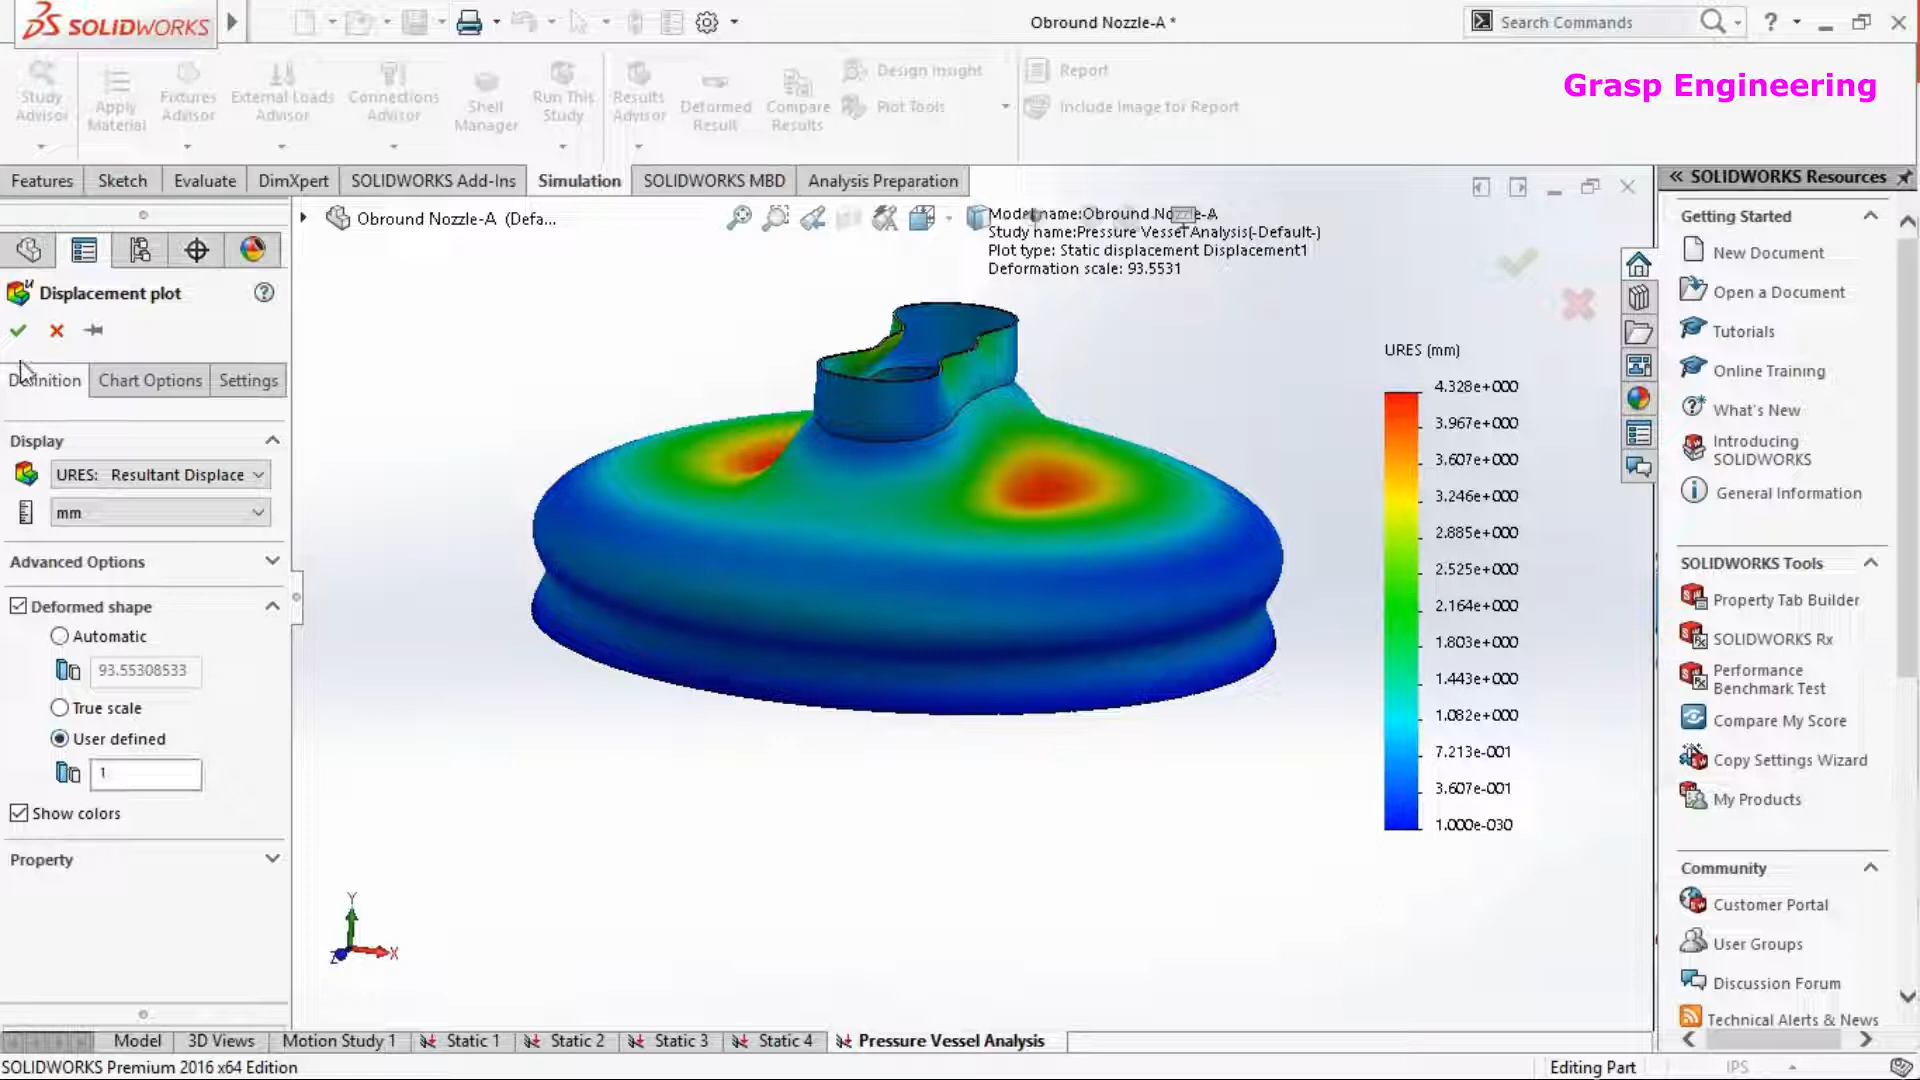 SOLIDWORKS
Obround Nozzle-A *
Search Commands
?
Study Advisor
Apply Material
Fixtures Advisor
External Loads Advisor
Connections Advisor
Shell Manager
Run This Study
Results Advisor
Deformed Result
Compare Results
Design Insight
Plot Tools
Report
Include Image for Report
Grasp Engineering
Features
Sketch
Evaluate
DimXpert
SOLIDWORKS Add-Ins
Simulation
SOLIDWORKS MBD
Analysis Preparation
SOLIDWORKS Resources
Obround Nozzle-A (Defa...
Model name:Obround Nozzle-A
Study name:Pressure Vessel Analysis(-Default-)
Plot type: Static displacement Displacement1
Deformation scale: 93.5531
Displacement plot
Definition
Chart Options
Settings
Display
URES: Resultant Displace
mm
Advanced Options
Deformed shape
Automatic
93.55308533
True scale
User defined
1
Show colors
Property
URES (mm)
4.328e+000
3.967e+000
3.607e+000
3.246e+000
2.885e+000
2.525e+000
2.164e+000
1.803e+000
1.443e+000
1.082e+000
7.213e-001
3.607e-001
1.000e-030
Y
X
Z
Getting Started
New Document
Open a Document
Tutorials
Online Training
What's New
Introducing
SOLIDWORKS
General Information
SOLIDWORKS Tools
Property Tab Builder
SOLIDWORKS Rx
Performance
Benchmark Test
Compare My Score
Copy Settings Wizard
My Products
Community
Customer Portal
User Groups
Discussion Forum
Technical Alerts & News
Model
3D Views
Motion Study 1
Static 1
Static 2
Static 3
Static 4
Pressure Vessel Analysis
SOLIDWORKS Premium 2016 x64 Edition
Editing Part
IPS